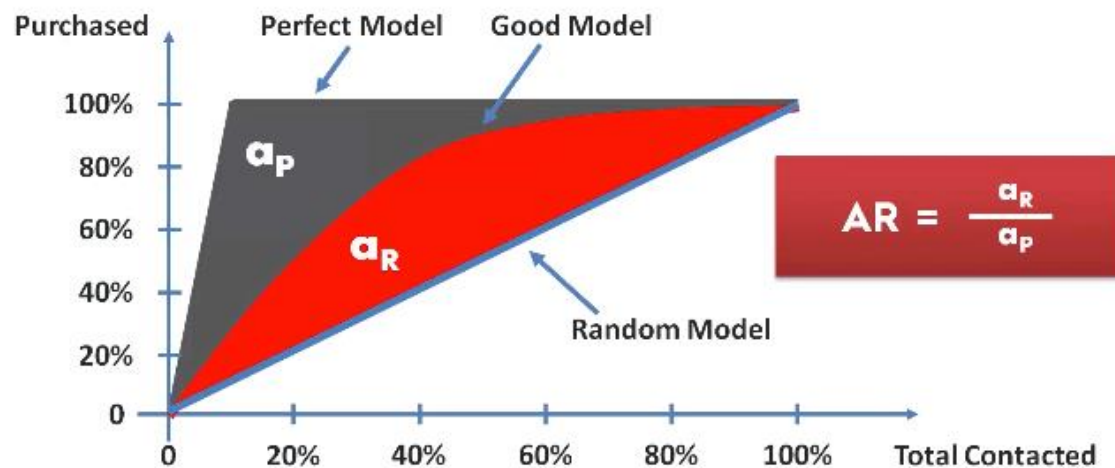 Purchased
Perfect Model
Good Model
100%
80%
60%
40%
20%
0
aP
aR
AR = aR
aP
Random Model
0
20%
40%
60%
80%
100%
Total Contacted